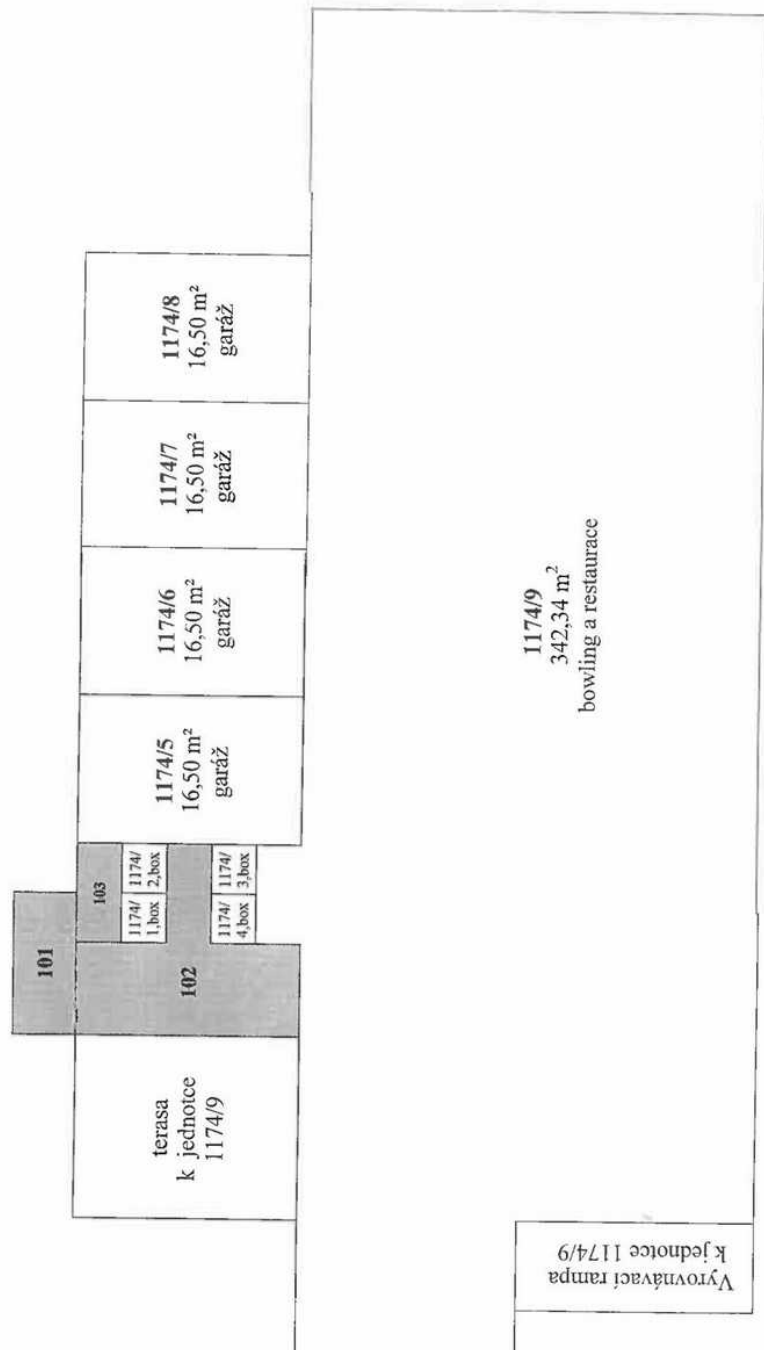 101
103
102
1174/
1,box
1174/
2,box
1174/
4,box
1174/
3,box
terasa
k jednotce
1174/9
1174/5
16,50 m²
garáž
1174/6
16,50 m²
garáž
1174/7
16,50 m²
garáž
1174/8
16,50 m²
garáž
1174/9
342,34 m²
bowling a restaurace
Vyrovnávací rampa
k jednotce 1174/9